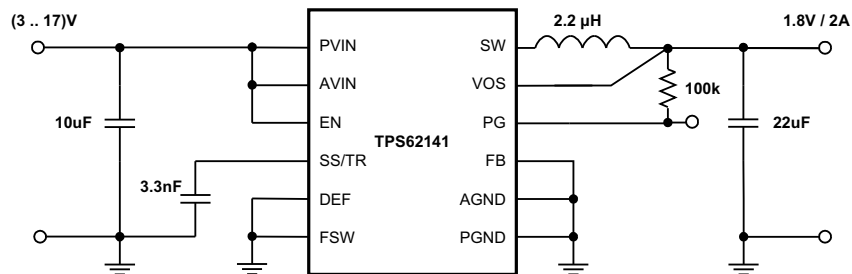 (3 .. 17)V
2.2 µH
1.8V / 2A
PVIN
SW
AVIN
VOS
100k
10uF
EN
PG
22uF
TPS62141
SS/TR
FB
3.3nF
DEF
AGND
FSW
PGND